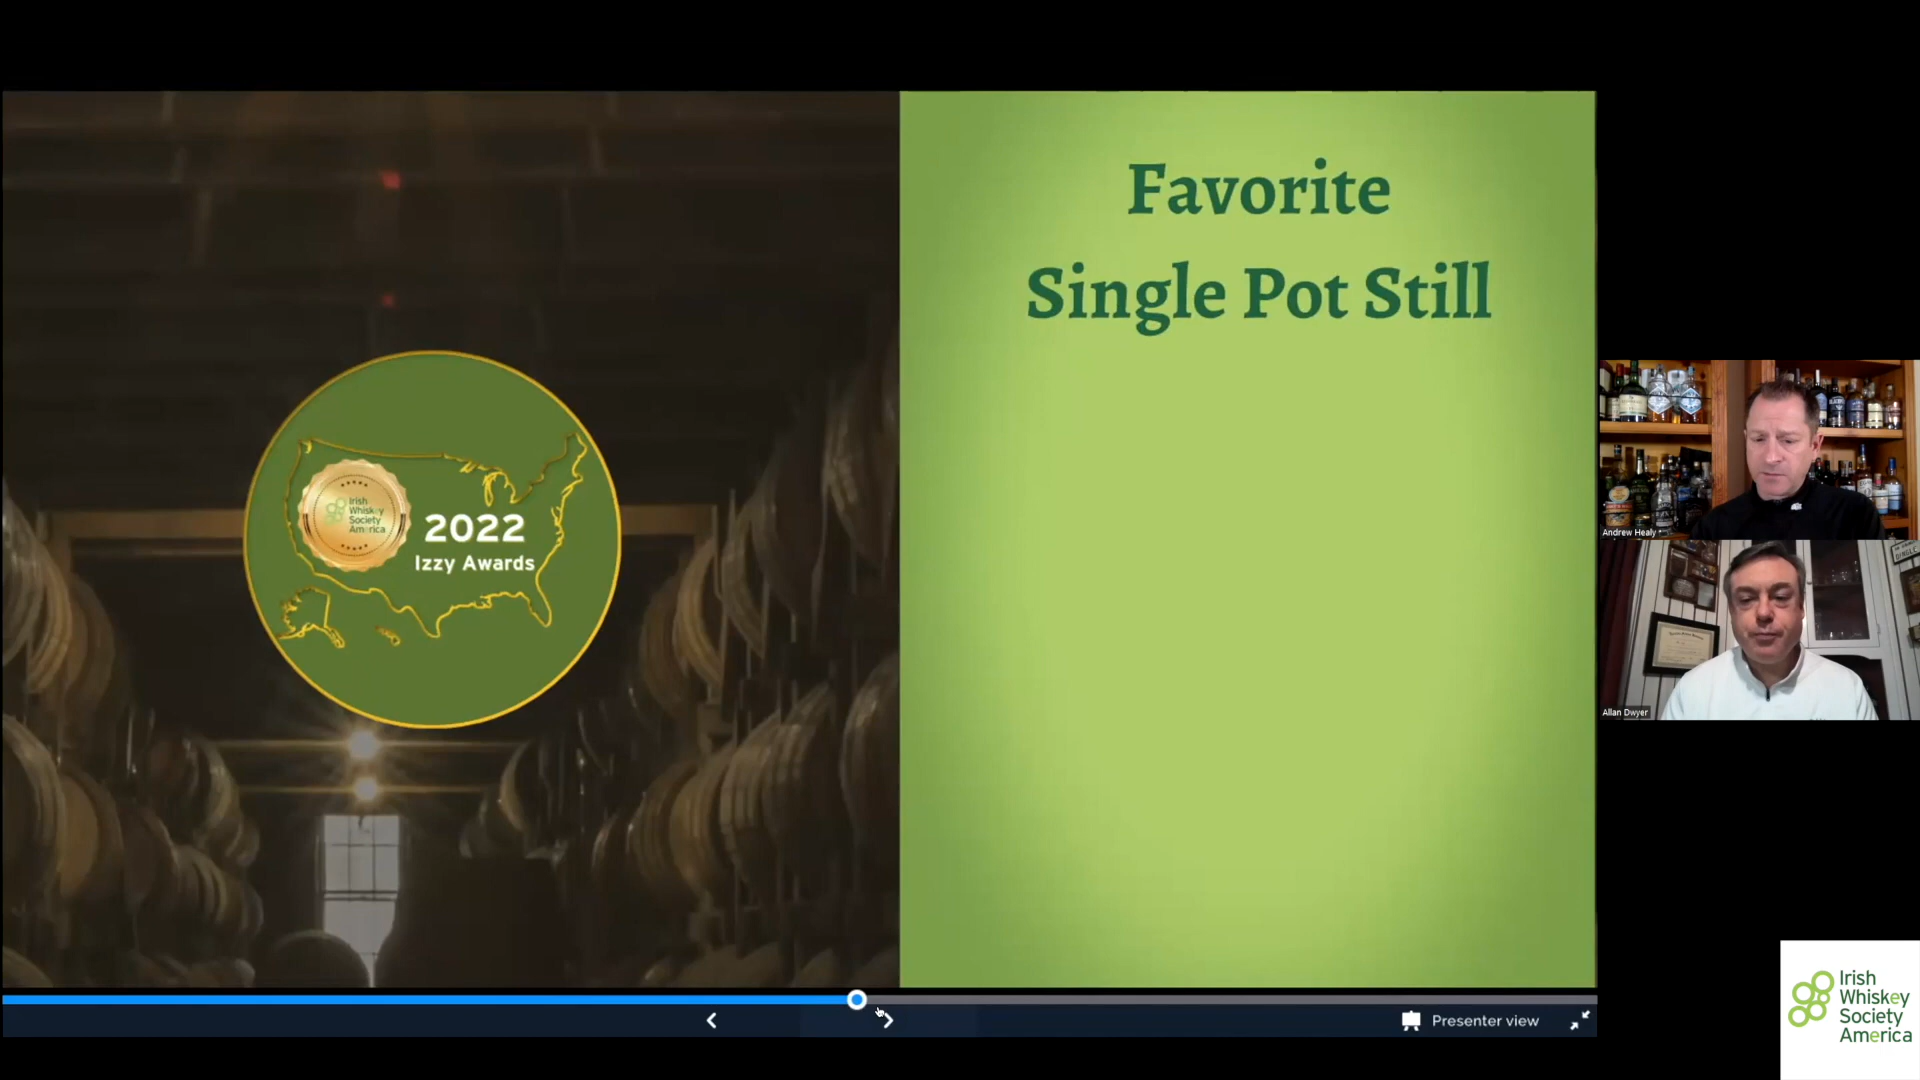 Favorite
Single Pot Still
Irish
Whiskey
Society
America
2022
Izzy Awards
Andrew Healy
Allan Dwyer
Presenter view
Irish
Whiskey
Society
America